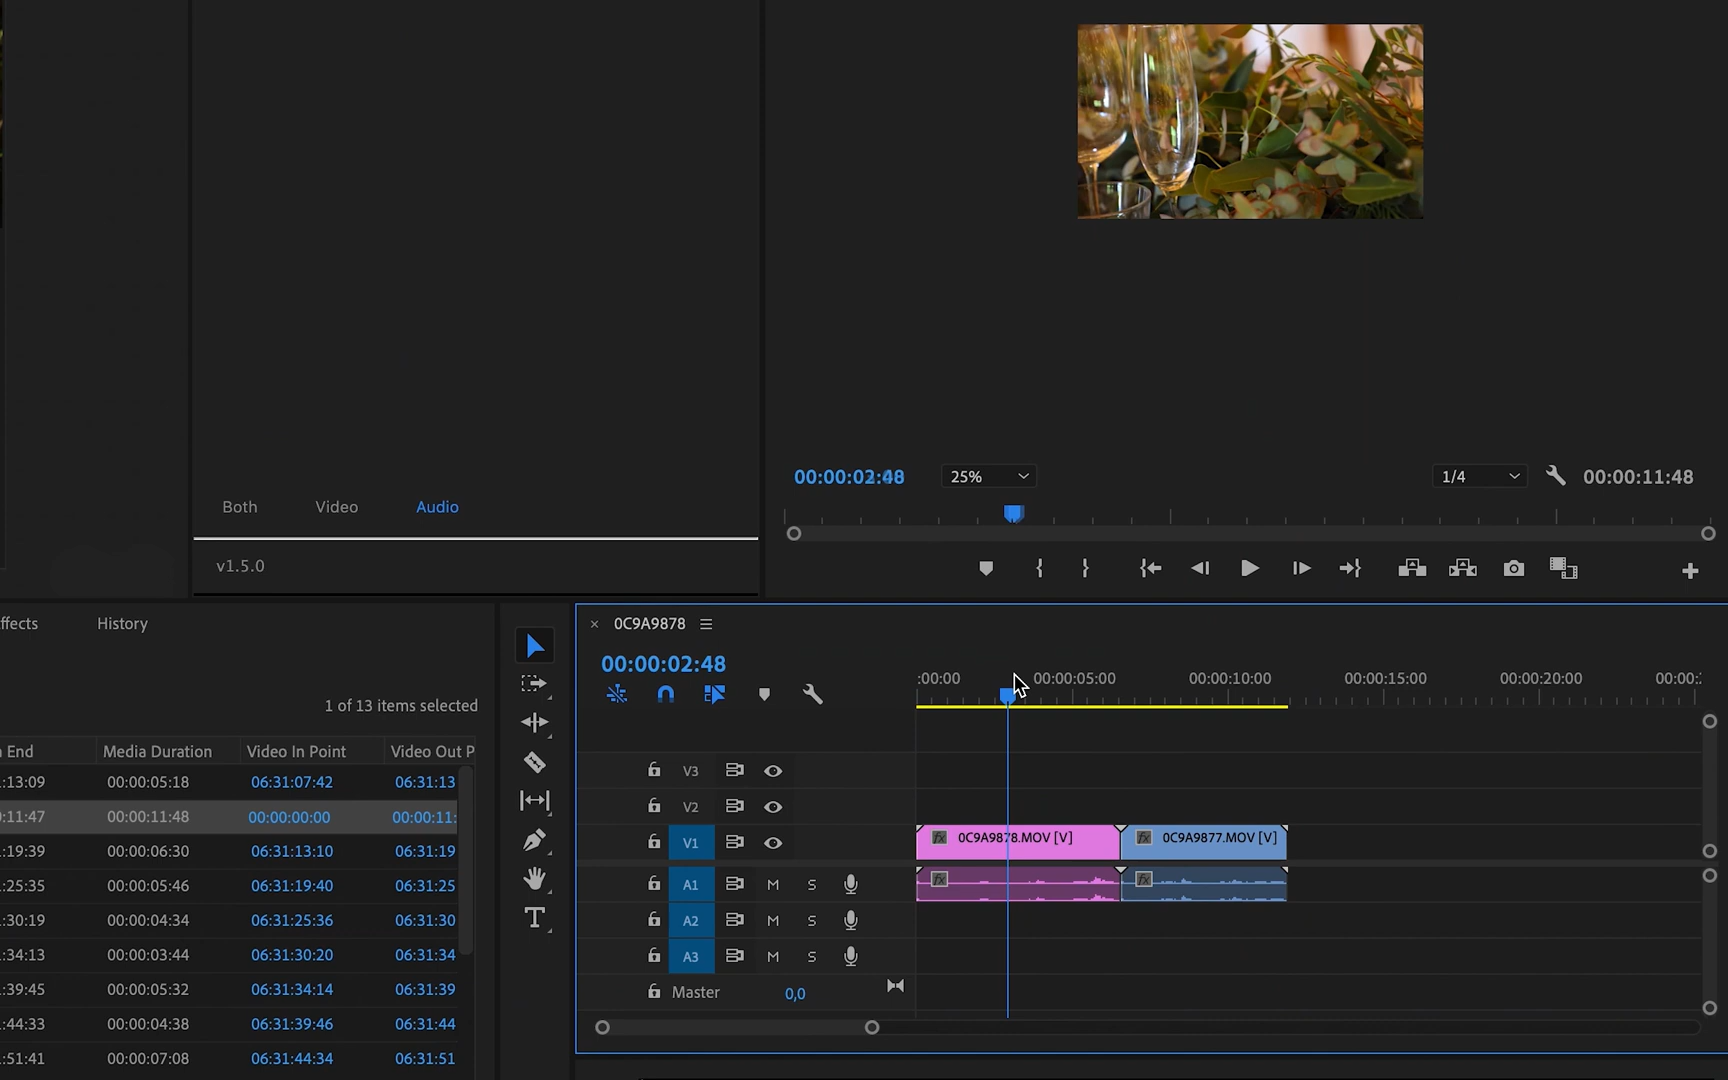 00:00:02:48 25% 1/4 00:00:11:48
Both Video Audio
v1.5.0
ffects History
1 of 13 items selected
End Media Duration Video In Point Video Out P
:13:09 00:00:05:18 06:31:07:42 06:31:13
:11:47 00:00:11:48 00:00:00:00 00:00:11:
:19:39 00:00:06:30 06:31:13:10 06:31:19
:25:35 00:00:05:46 06:31:19:40 06:31:25
:30:19 00:00:04:34 06:31:25:36 06:31:30
:34:13 00:00:03:44 06:31:30:20 06:31:34
:39:45 00:00:05:32 06:31:34:14 06:31:39
:44:33 00:00:04:38 06:31:39:46 06:31:44
:51:41 00:00:07:08 06:31:44:34 06:31:51
× 0C9A9878
00:00:02:48
:00:00 00:00:05:00 00:00:10:00 00:00:15:00 00:00:20:00 00:00:
V3
V2
V1 fx 0C9A9878.MOV [V] fx 0C9A9877.MOV [V]
A1 M S fx fx
A2 M S
A3 M S
Master 0,0